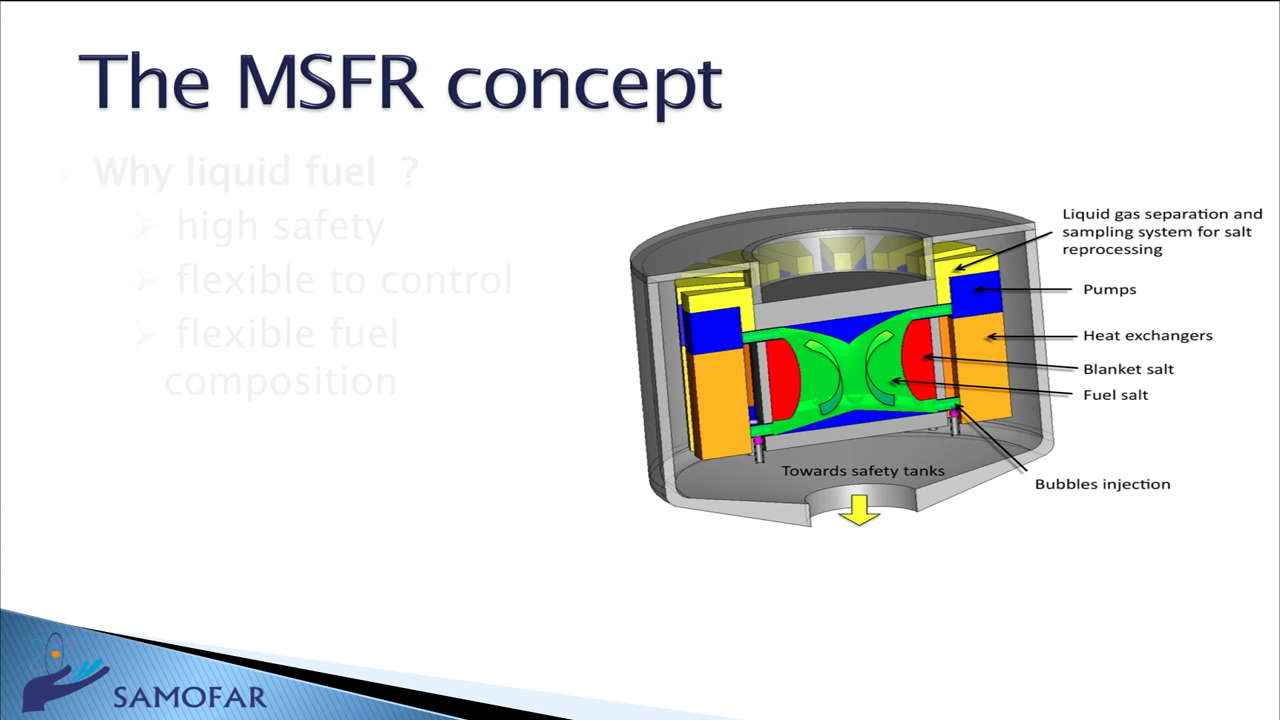 The MSFR concept
Why liquid fuel ?
high safety
flexible to control
flexible fuel
composition
Liquid gas separation and
sampling system for salt
reprocessing
Pumps
Heat exchangers
Blanket salt
Fuel salt
Towards safety tanks
Bubbles injection
SAMOFAR